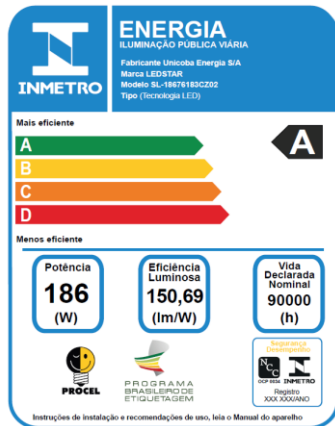 ENERGIA
ILUMINAÇÃO PÚBLICA VIÁRIA
Fabricante Unicoba Energia S/A
Marca LEDSTAR
Modelo SL-18676183CZ02
Tipo (Tecnologia LED)
INMETRO
Mais eficiente
A
A
B
C
D
Menos eficiente
Potência
186
(W)
Eficiência
Luminosa
150,69
(lm/W)
Vida
Declarada
Nominal
90000
(h)
PROCEL
PROGRAMA
BRASILEIRO DE
ETIQUETAGEM
Segurança
Desempenho
NCC
OCP 0034
INMETRO
Registro
XXX XXX/ANO
Instruções de instalação e recomendações de uso, leia o Manual do aparelho